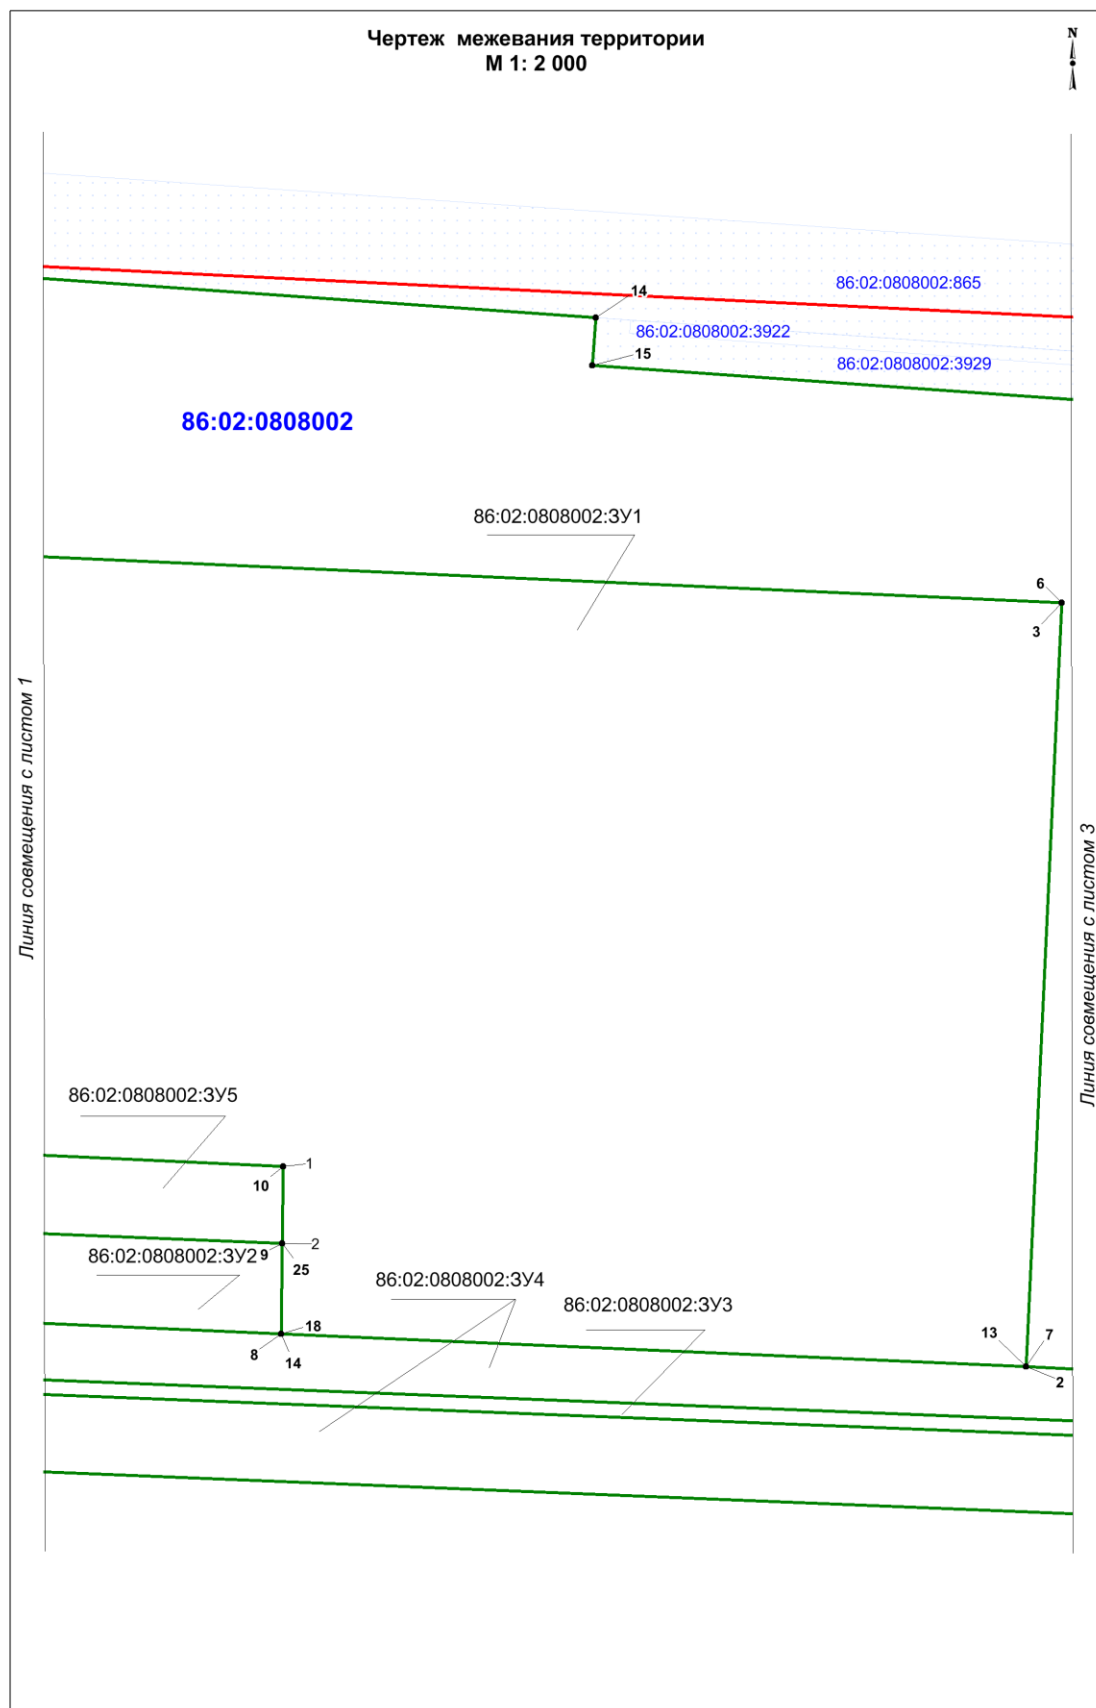 Чертеж межевания территории
М 1: 2 000
N
86:02:0808002:865
14
86:02:0808002:3922
15
86:02:0808002:3929
86:02:0808002
86:02:0808002:ЗУ1
6
3
Линия совмещения с листом 1
Линия совмещения с листом 3
86:02:0808002:ЗУ5
1
10
2
9
86:02:0808002:ЗУ2
25
86:02:0808002:ЗУ4
86:02:0808002:ЗУ3
18
8
14
13
7
2